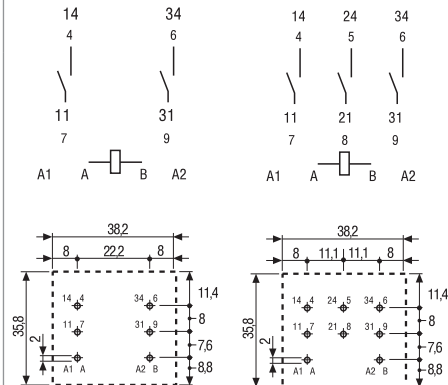 14 34
4 6
11 31
7 9
A1 A B A2
14 24 34
4 5 6
11 21 31
7 8 9
A1 A B A2
38,2
8 22,2 8
11,4
14 4 34 6
8
35,8
11 7 31 9
7,6
2
A1 A A2 B
8,8
38,2
8 11,1 11,1 8
11,4
14 4 24 5 34 6
8
35,8
11 7 21 8 31 9
7,6
2
A1 A A2 B
8,8